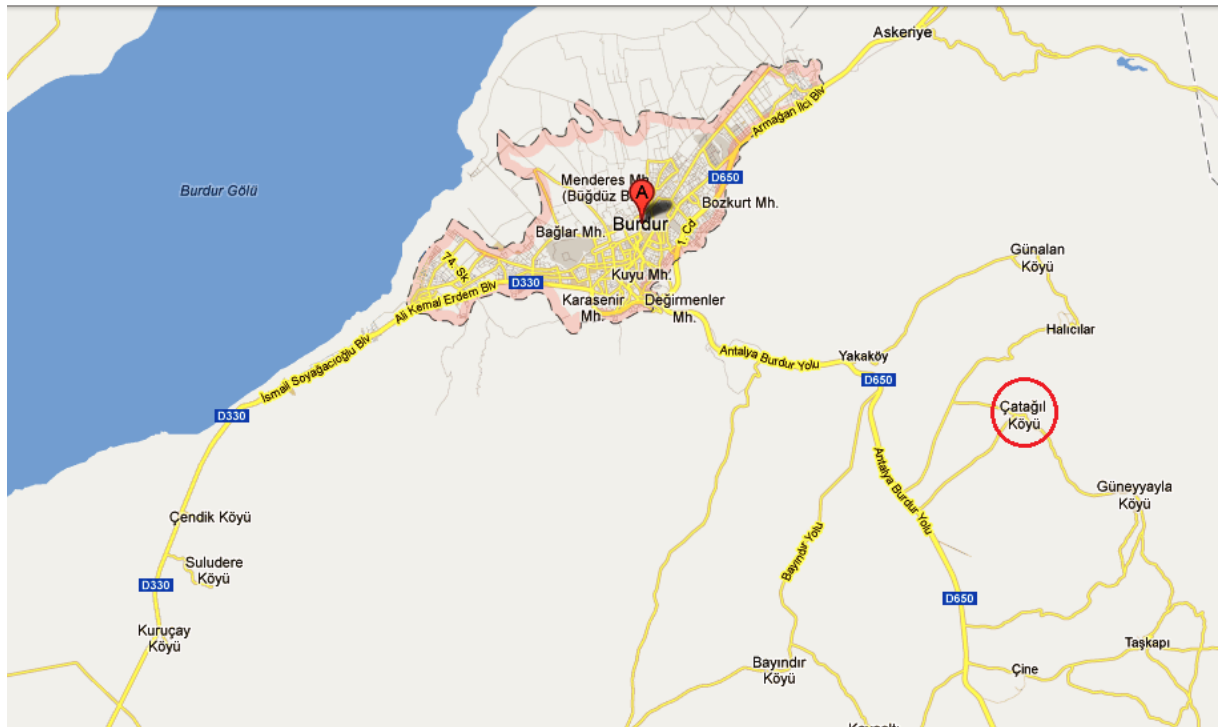 Askeriye
Armağan İlci Blv
Burdur Gölü
D650
Menderes Mh.
(Büğdüz B
A
Bozkurt Mh.
Burdur
Bağlar Mh.
1. Cd
74. Sk
Kuyu Mh.
Günalan
Köyü
D330
Ali Kemal Erdem Blv
Karasenir
Mh.
Değirmenler
Mh.
Halıcılar
İsmail Soyağacıoğlu Blv
Antalya Burdur Yolu
Yakaköy
D650
D330
Çatağıl
Köyü
Antalya Burdur Yolu
Güneyyayla
Köyü
Çendik Köyü
Bayındır Yolu
Suludere
Köyü
D330
D650
Kuruçay
Köyü
Taşkapı
Bayındır
Köyü
Çine